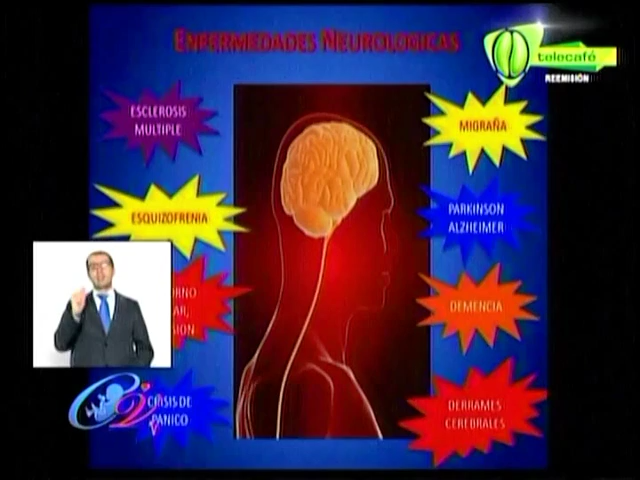 ENFERMEDADES NEUROLOGICAS
telecafé
REEMISIÓN
ESCLEROSIS
MULTIPLE
MIGRAÑA
ESQUIZOFRENIA
PARKINSON
ALZHEIMER
DEMENCIA
CRISIS DE
PANICO
DERRAMES
CEREBRALES